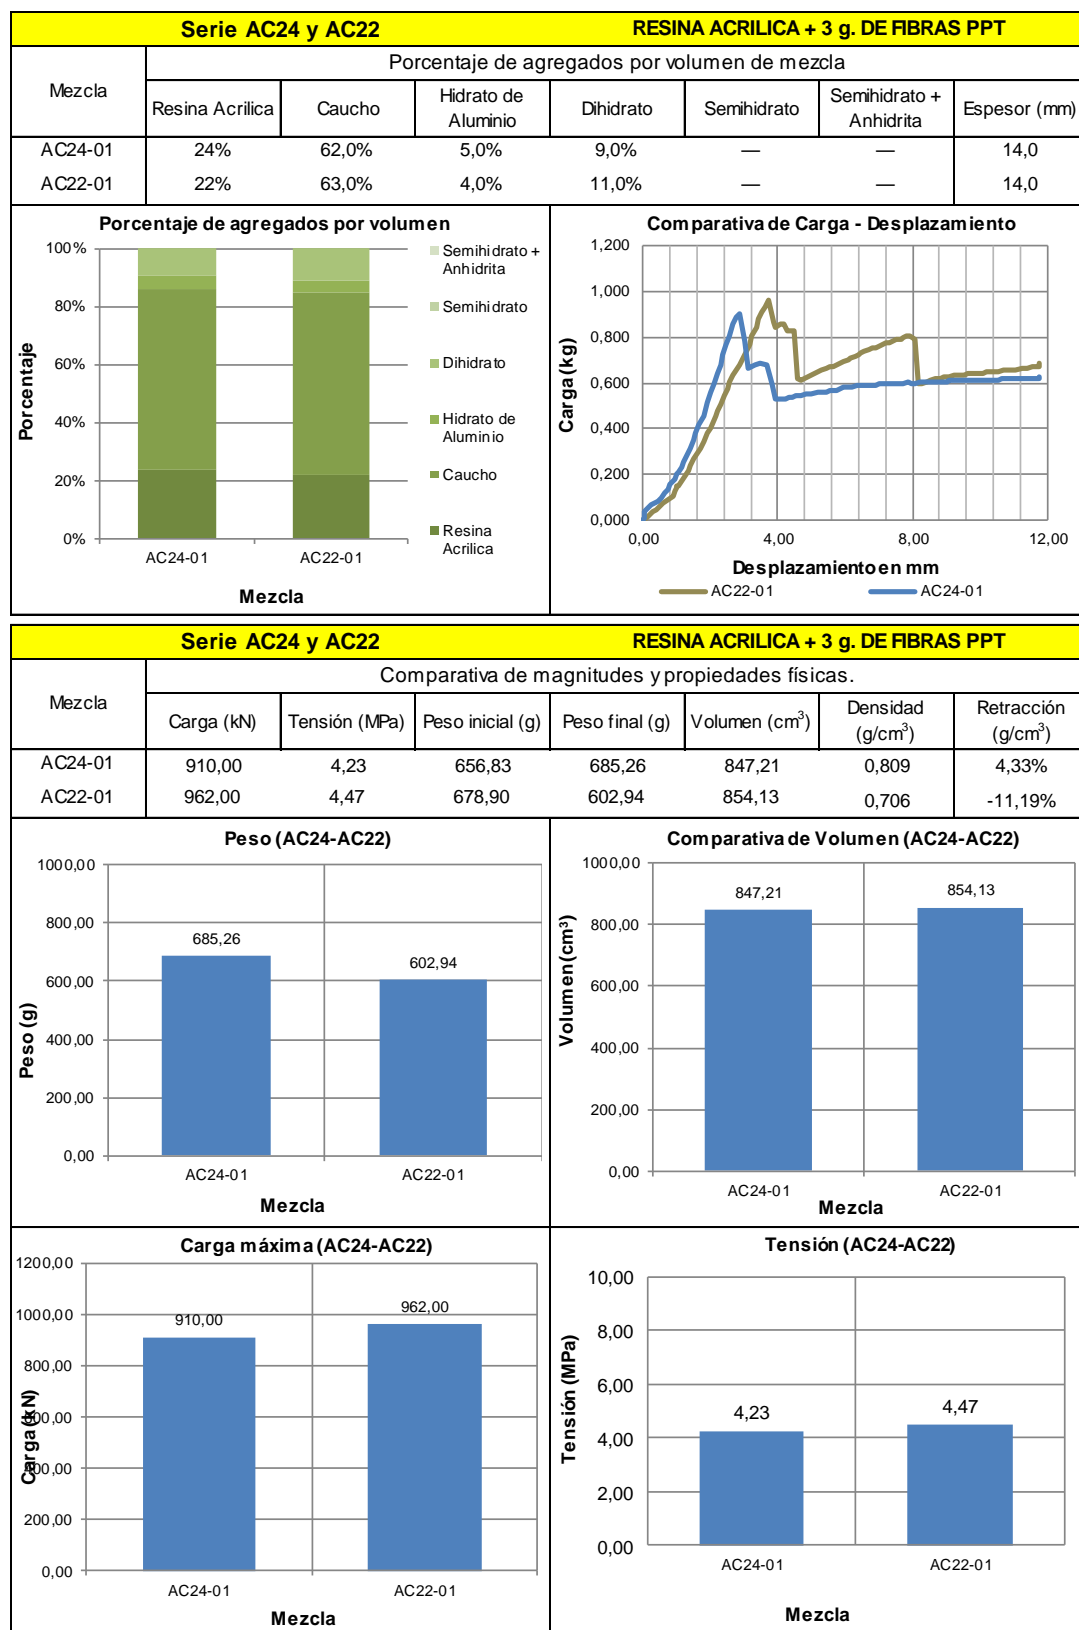 Serie AC24 y AC22 RESINA ACRILICA + 3 g. DE FIBRAS PPT
Mezcla
Porcentaje de agregados por volumen de mezcla
Resina Acrilica Caucho Hidrato de Aluminio Dihidrato Semihidrato Semihidrato + Anhidrita Espesor (mm)
AC24-01 24% 62,0% 5,0% 9,0% — — 14,0
AC22-01 22% 63,0% 4,0% 11,0% — — 14,0
Porcentaje de agregados por volumen
100%
80%
60%
40%
20%
0%
Porcentaje
AC24-01 AC22-01
Mezcla
Semihidrato + Anhidrita
Semihidrato
Dihidrato
Hidrato de Aluminio
Caucho
Resina Acrilica
Comparativa de Carga - Desplazamiento
1,200
1,000
0,800
0,600
0,400
0,200
0,000
Carga (kg)
0,00 4,00 8,00 12,00
Desplazamiento en mm
AC22-01 AC24-01
Serie AC24 y AC22 RESINA ACRILICA + 3 g. DE FIBRAS PPT
Mezcla
Comparativa de magnitudes y propiedades físicas.
Carga (kN) Tensión (MPa) Peso inicial (g) Peso final (g) Volumen (cm³) Densidad (g/cm³) Retracción (g/cm³)
AC24-01 910,00 4,23 656,83 685,26 847,21 0,809 4,33%
AC22-01 962,00 4,47 678,90 602,94 854,13 0,706 -11,19%
Peso (AC24-AC22)
1000,00
800,00
600,00
400,00
200,00
0,00
Peso (g)
685,26
602,94
AC24-01 AC22-01
Mezcla
Comparativa de Volumen (AC24-AC22)
1000,00
800,00
600,00
400,00
200,00
0,00
Volumen (cm³)
847,21
854,13
AC24-01 AC22-01
Mezcla
Carga máxima (AC24-AC22)
1200,00
1000,00
800,00
600,00
400,00
200,00
0,00
Carga (kN)
910,00
962,00
AC24-01 AC22-01
Mezcla
Tensión (AC24-AC22)
10,00
8,00
6,00
4,00
2,00
0,00
Tensión (MPa)
4,23
4,47
AC24-01 AC22-01
Mezcla